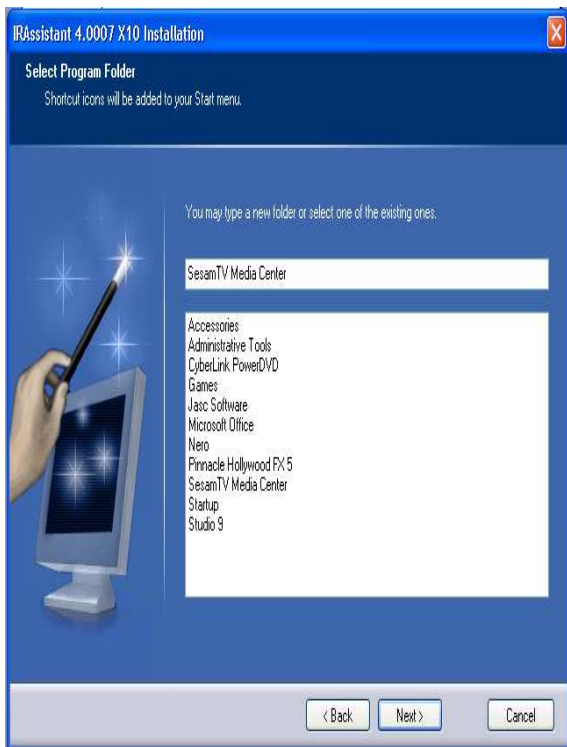 IRAssistant 4.0007 X10 Installation
Select Program Folder
Shortcut icons will be added to your Start menu.
You may type a new folder or select one of the existing ones.
SesamTV Media Center
Accessories
Administrative Tools
CyberLink PowerDVD
Games
Jasc Software
Microsoft Office
Nero
Pinnacle Hollywood FX 5
SesamTV Media Center
Startup
Studio 9
< Back
Next >
Cancel